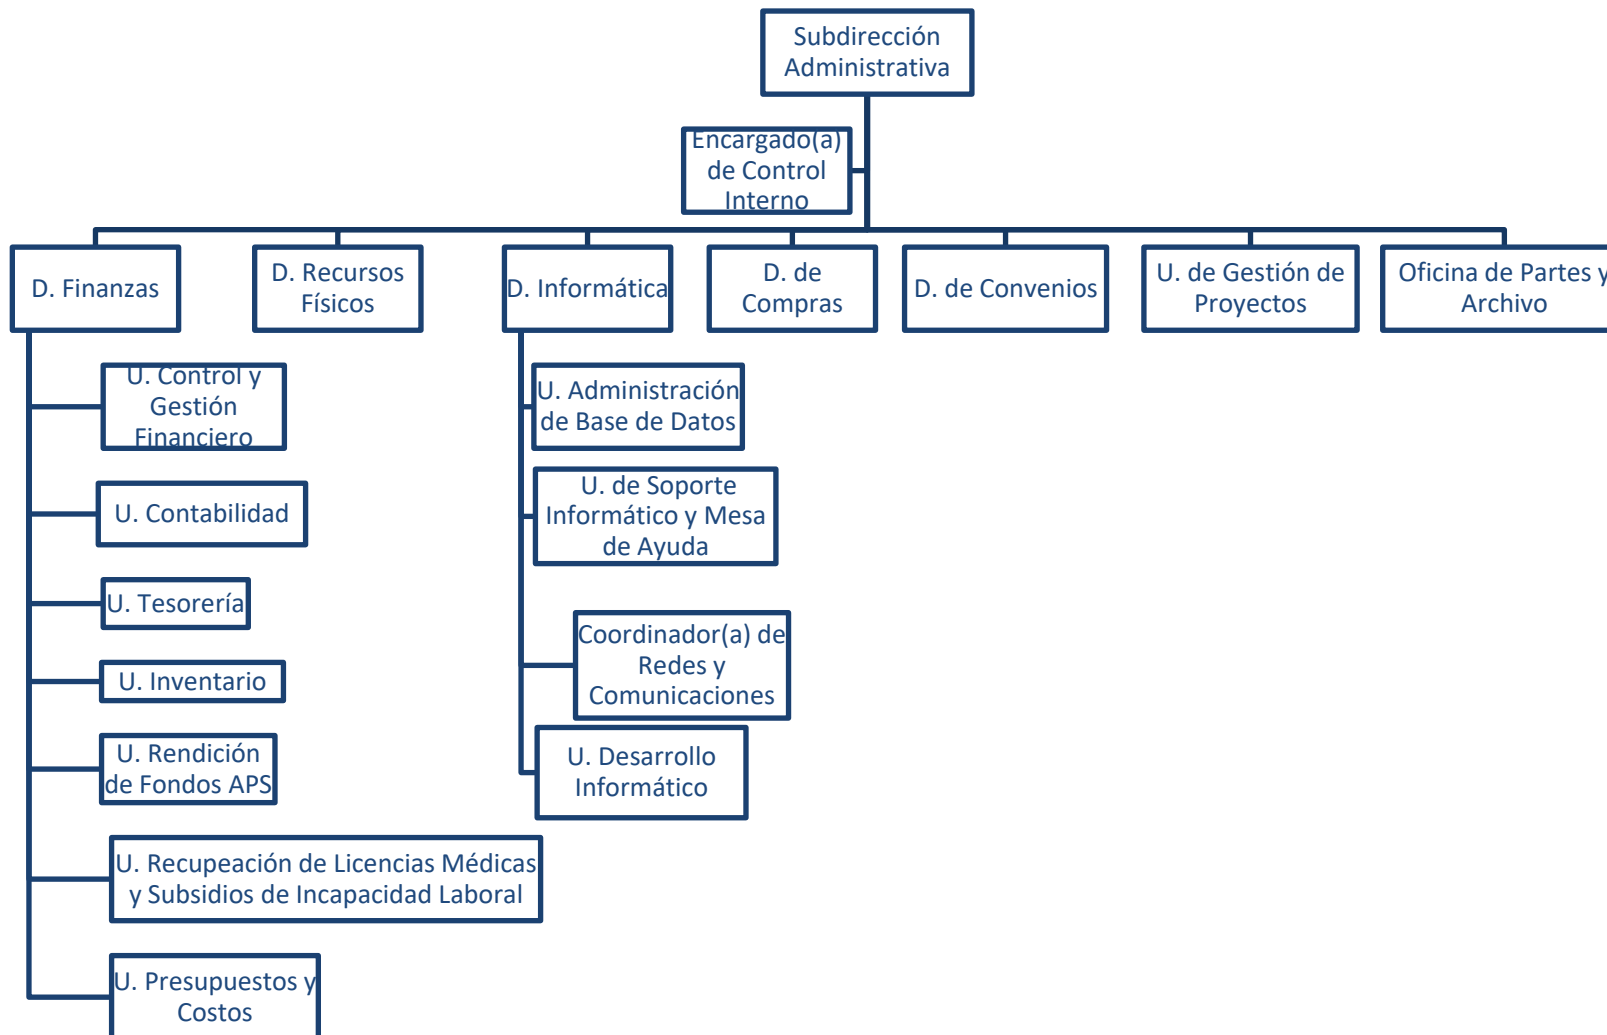 Subdirección
Administrativa
Encargado(a)
de Control
Interno
D. Finanzas
D. Recursos
Físicos
D. Informática
D. de
Compras
D. de Convenios
U. de Gestión de
Proyectos
Oficina de Partes y
Archivo
U. Control y
Gestión
Financiero
U. Contabilidad
U. Tesorería
U. Inventario
U. Rendición
de Fondos APS
U. Recupeación de Licencias Médicas
y Subsidios de Incapacidad Laboral
U. Presupuestos y
Costos
U. Administración
de Base de Datos
U. de Soporte
Informático y Mesa
de Ayuda
Coordinador(a) de
Redes y
Comunicaciones
U. Desarrollo
Informático